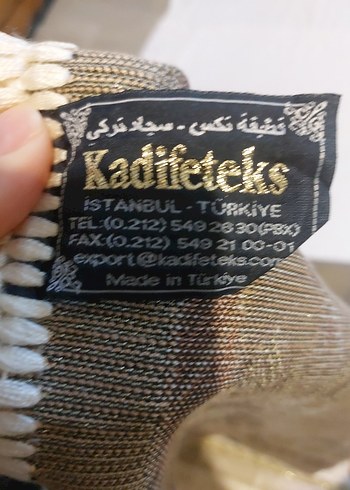 قطيفة تكس - سجاد تركي
Kadifeteks
İSTANBUL - TÜRKİYE
TEL:(0.212) 549 26 30(PBX)
FAX:(0.212) 549 21 00-01
export@kadifeteks.com
Made in Türkiye